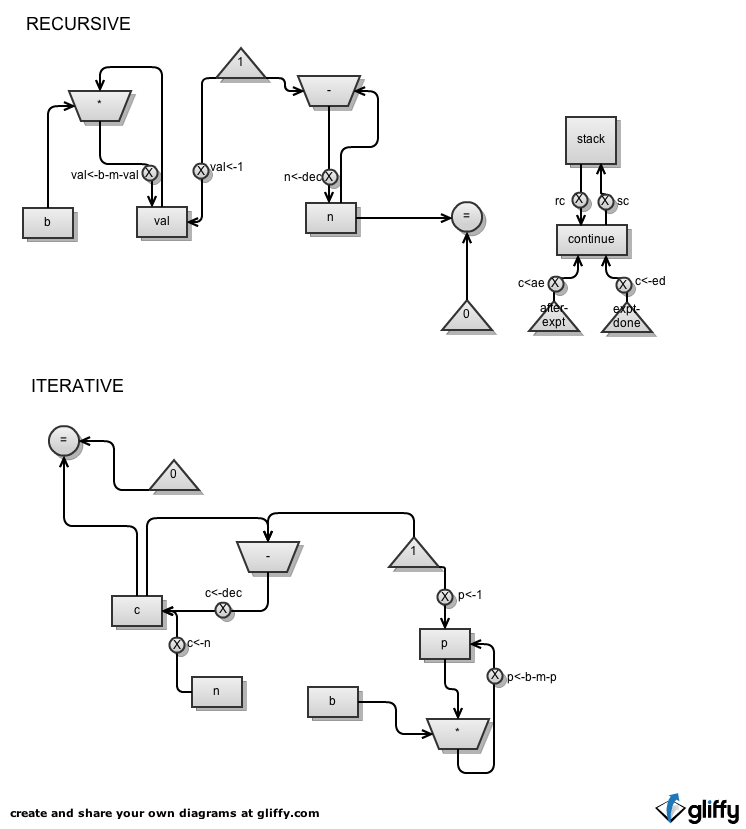 RECURSIVE
1
*
-
stack
val<-b-m-val
val<-1
n<-dec
rc
sc
b
val
n
=
continue
c<ae
c<-ed
0
after-
expt
expt-
done
ITERATIVE
=
0
-
1
c<-dec
X
p<-1
c
X
c<-n
p
n
b
X
p<-b-m-p
*
create and share your own diagrams at gliffy.com
gliffy